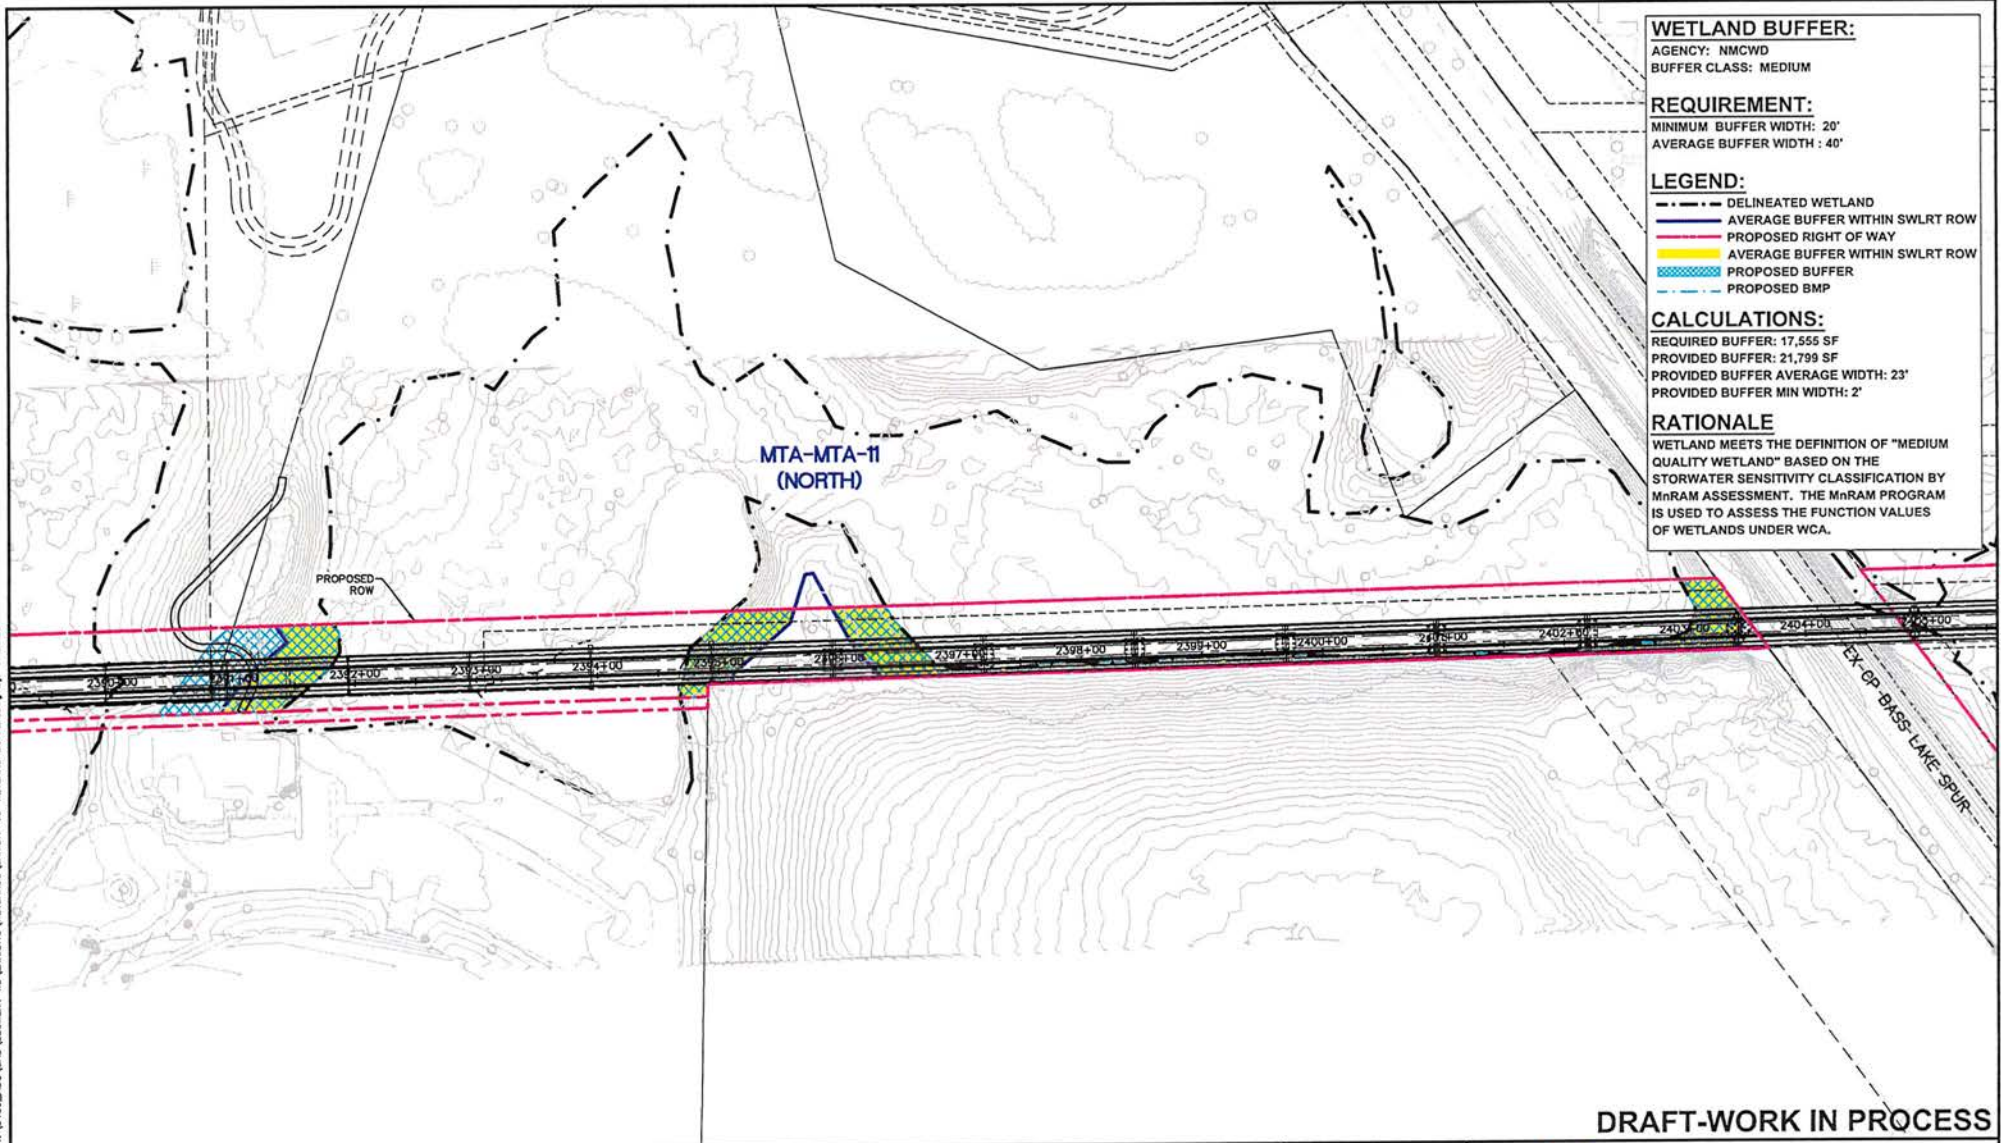 WETLAND BUFFER:
AGENCY: NMCWD
BUFFER CLASS: MEDIUM
REQUIREMENT:
MINIMUM BUFFER WIDTH: 20'
AVERAGE BUFFER WIDTH : 40'
LEGEND:
DELINEATED WETLAND
AVERAGE BUFFER WITHIN SWLRT ROW
PROPOSED RIGHT OF WAY
AVERAGE BUFFER WITHIN SWLRT ROW
PROPOSED BUFFER
PROPOSED BMP
CALCULATIONS:
REQUIRED BUFFER: 17,555 SF
PROVIDED BUFFER: 21,799 SF
PROVIDED BUFFER AVERAGE WIDTH: 23'
PROVIDED BUFFER MIN WIDTH: 2'
RATIONALE
WETLAND MEETS THE DEFINITION OF "MEDIUM
QUALITY WETLAND" BASED ON THE
STORWATER SENSITIVITY CLASSIFICATION BY
MnRAM ASSESSMENT. THE MnRAM PROGRAM
IS USED TO ASSESS THE FUNCTION VALUES
OF WETLANDS UNDER WCA.
MTA-MTA-11
(NORTH)
PROPOSED
ROW
2392+00
2393+00
2394+00
2397+00
2398+00
2399+00
2400+00
2402+00
2404+00
EX CP BASS LAKE SPUR
DRAFT-WORK IN PROCESS